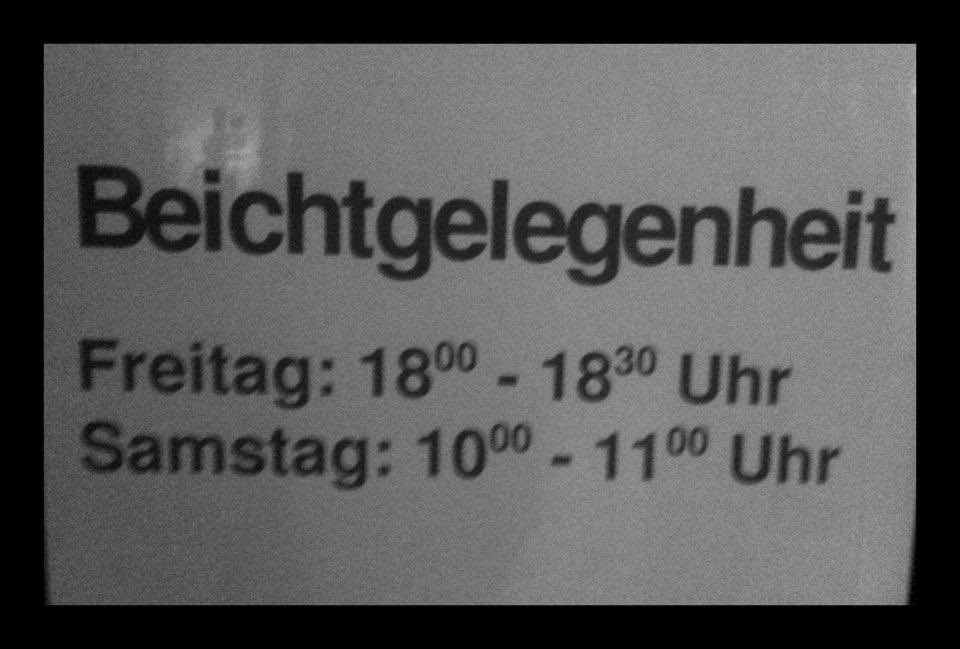 Beichtgelegenheit
Freitag: 18⁰⁰ - 18³⁰ Uhr
Samstag: 10⁰⁰ - 11⁰⁰ Uhr